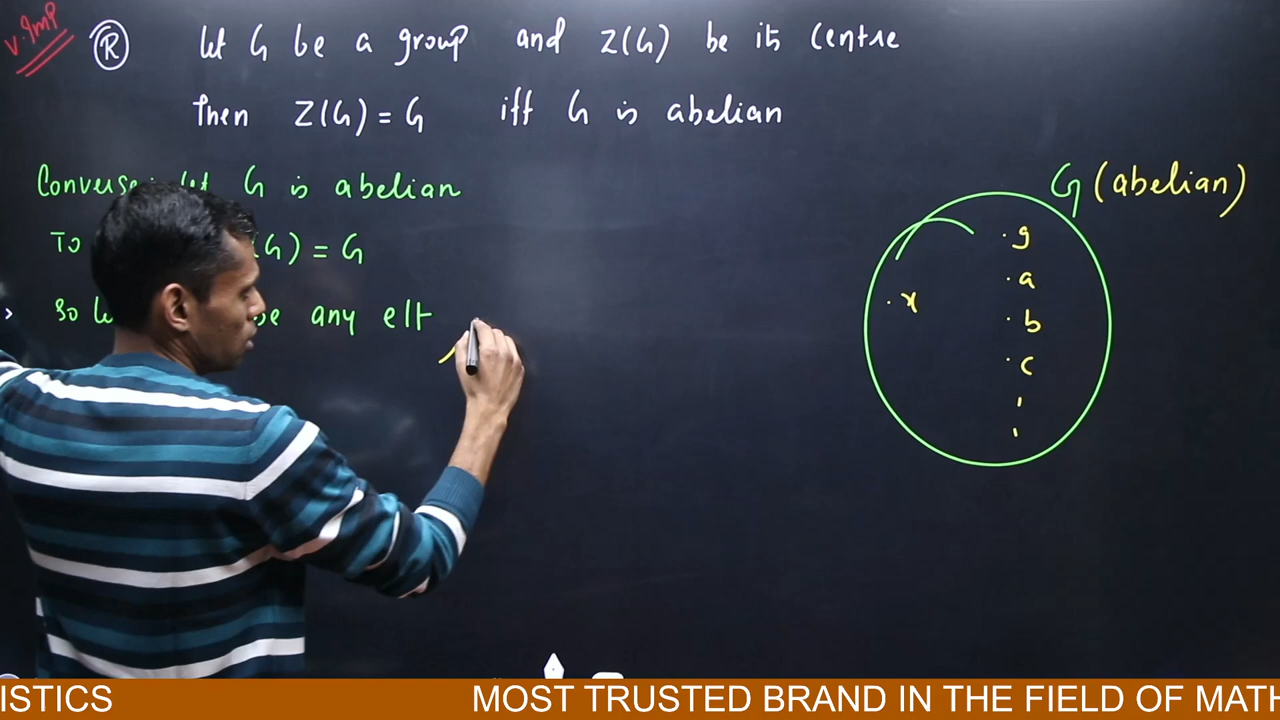 V. Imp
R Let G be a group and Z(G) be its centre
Then Z(G) = G iff G is abelian
Converse: Let G is abelian
G (abelian)
To (G) = G
So be any elt
g
a
x
b
c
ISTICS MOST TRUSTED BRAND IN THE FIELD OF MATH